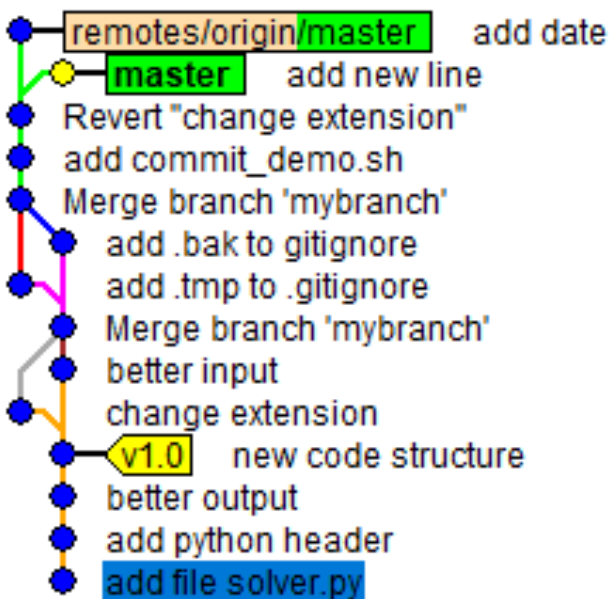 remotes/origin/master add date
master add new line
Revert "change extension"
add commit_demo.sh
Merge branch 'mybranch'
add .bak to gitignore
add .tmp to .gitignore
Merge branch 'mybranch'
better input
change extension
v1.0 new code structure
better output
add python header
add file solver.py